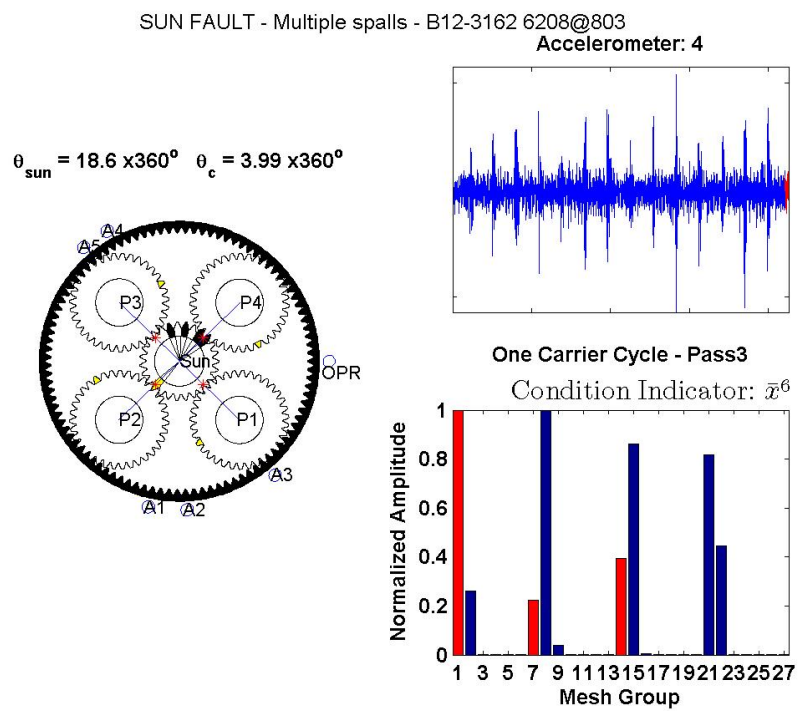 SUN FAULT - Multiple spalls - B12-3162 6208@803
Accelerometer: 4
θsun = 18.6 x360º θc = 3.99 x360º
A4
A5
P3
P4
Sun
OPR
P2
P1
A3
A1
A2
One Carrier Cycle - Pass3
Condition Indicator: x̄⁶
1
0.8
0.6
0.4
0.2
0
Normalized Amplitude
1 3 5 7 9 11 13 15 17 19 21 23 25 27
Mesh Group